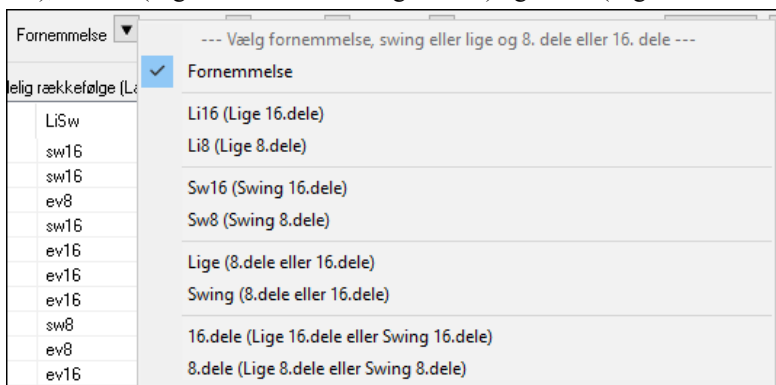 Fornemmelse ▼
--- Vælg fornemmelse, swing eller lige og 8. dele eller 16. dele ---
✓ Fornemmelse
Li16 (Lige 16.dele)
Li8 (Lige 8.dele)
Sw16 (Swing 16.dele)
Sw8 (Swing 8.dele)
Lige (8.dele eller 16.dele)
Swing (8.dele eller 16.dele)
16.dele (Lige 16.dele eller Swing 16.dele)
8.dele (Lige 8.dele eller Swing 8.dele)
rækkefølge
LiSw
sw16
sw16
ev8
sw16
ev16
ev16
ev16
sw8
ev8
ev16